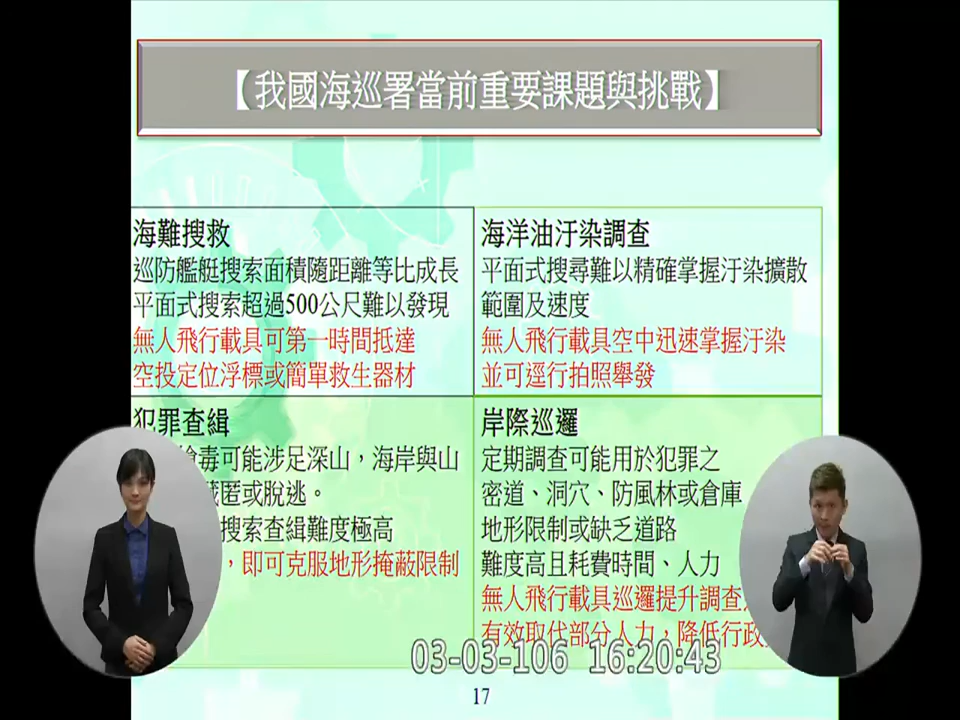 【我國海巡署當前重要課題與挑戰】
海難搜救
巡防艦艇搜索面積隨距離等比成長
平面式搜索超過500公尺難以發現
無人飛行載具可第一時間抵達
空投定位浮標或簡單救生器材
海洋油汙染調查
平面式搜尋難以精確掌握汙染擴散
範圍及速度
無人飛行載具空中迅速掌握汙染
並可逕行拍照舉發
犯罪查緝
毒可能涉足深山，海岸與山
藏匿或脫逃。
搜索查緝難度極高
，即可克服地形掩蔽限制
岸際巡邏
定期調查可能用於犯罪之
密道、洞穴、防風林或倉庫
地形限制或缺乏道路
難度高且耗費時間、人力
無人飛行載具巡邏提升調查
有效取代部分人力，降低行政
03-03-106 16:20:43
17